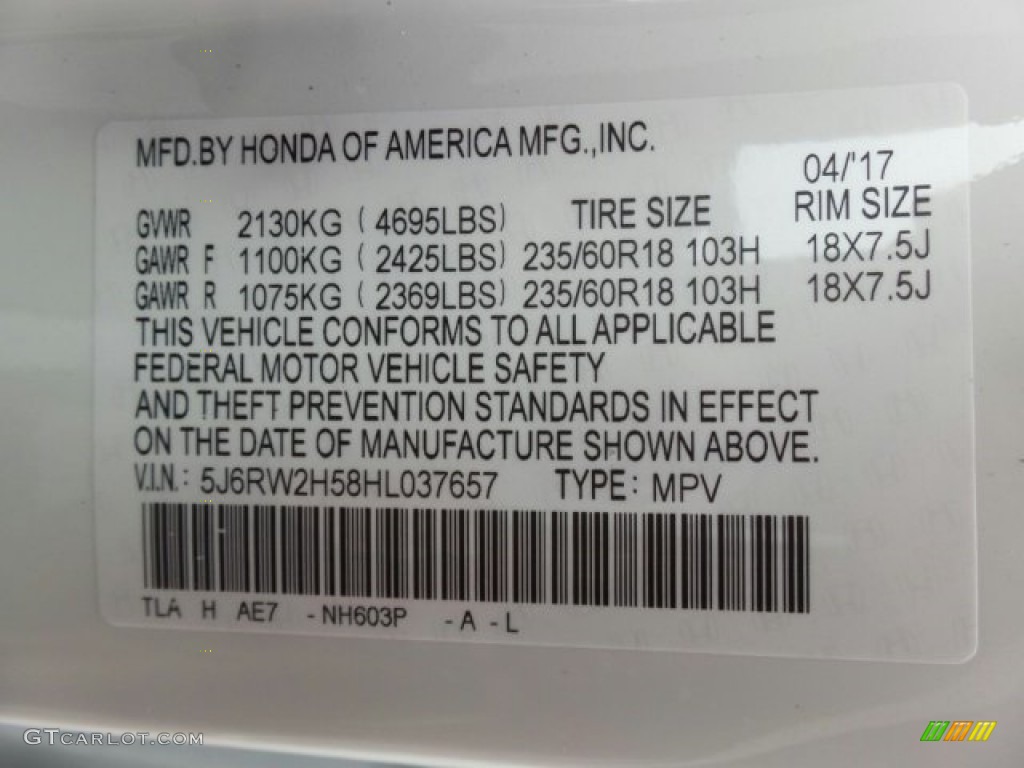 MFD.BY HONDA OF AMERICA MFG.,INC.
04/'17
GVWR 2130KG ( 4695LBS) TIRE SIZE RIM SIZE
GAWR F 1100KG ( 2425LBS) 235/60R18 103H 18X7.5J
GAWR R 1075KG ( 2369LBS) 235/60R18 103H 18X7.5J
THIS VEHICLE CONFORMS TO ALL APPLICABLE
FEDERAL MOTOR VEHICLE SAFETY
AND THEFT PREVENTION STANDARDS IN EFFECT
ON THE DATE OF MANUFACTURE SHOWN ABOVE.
V.I.N.: 5J6RW2H58HL037657 TYPE: MPV
TLA H AE7 -NH603P -A -L
GTCARLOT.COM